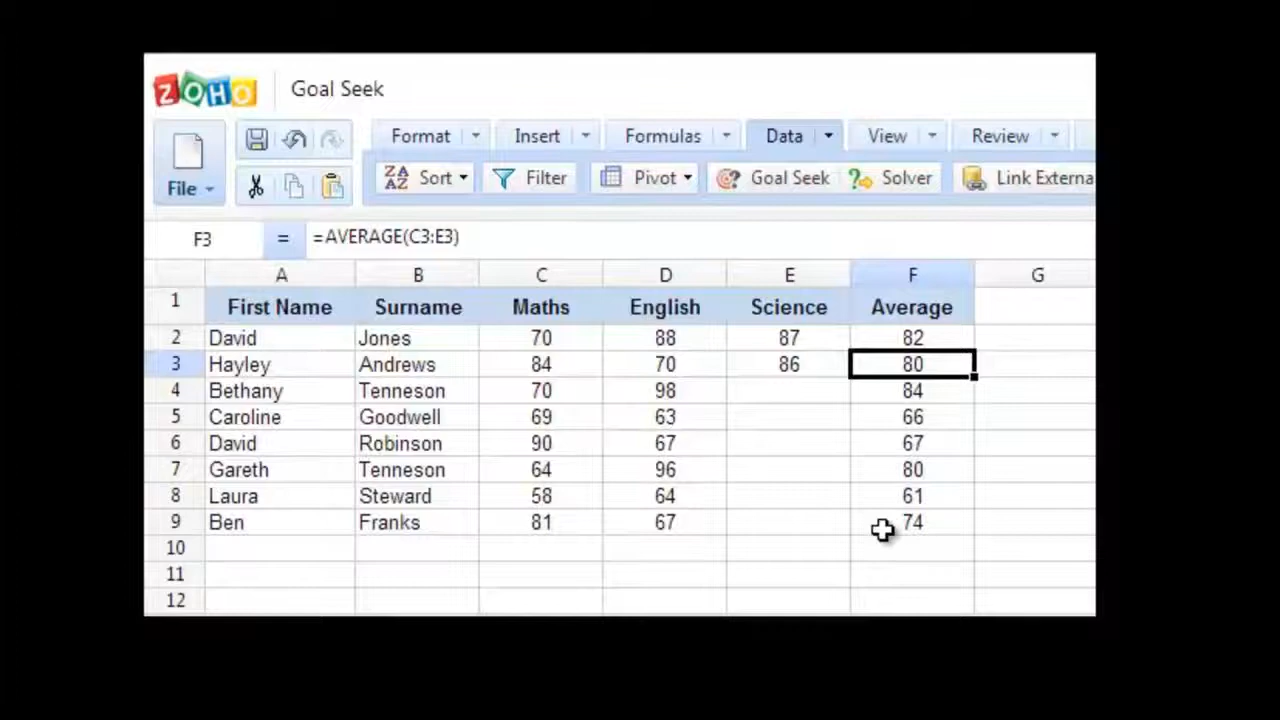 ZOHO Goal Seek
Format Insert Formulas Data View Review
File Sort Filter Pivot Goal Seek Solver Link Externa
F3 = =AVERAGE(C3:E3)
A B C D E F G
1 First Name Surname Maths English Science Average
2 David Jones 70 88 87 82
3 Hayley Andrews 84 70 86 80
4 Bethany Tenneson 70 98 84
5 Caroline Goodwell 69 63 66
6 David Robinson 90 67 67
7 Gareth Tenneson 64 96 80
8 Laura Steward 58 64 61
9 Ben Franks 81 67 74
10
11
12